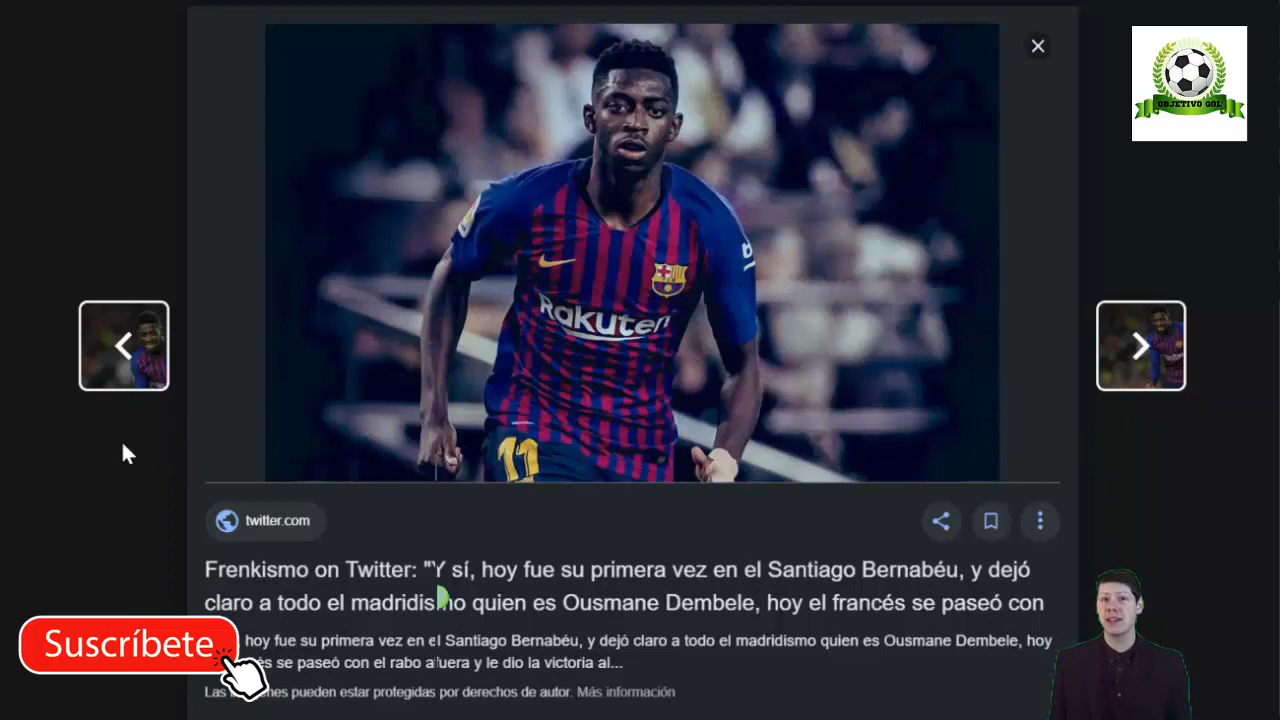 OBJETIVO GOL
Rakuten
11
twitter.com
Frenkismo on Twitter: "Y sí, hoy fue su primera vez en el Santiago Bernabéu, y dejó
claro a todo el madridismo quien es Ousmane Dembele, hoy el francés se paseó con
hoy fue su primera vez en el Santiago Bernabéu, y dejó claro a todo el madridismo quien es Ousmane Dembele, hoy
se paseó con el rabo afuera y le dio la victoria al...
Las pueden estar protegidas por derechos de autor. Más información
Suscríbete